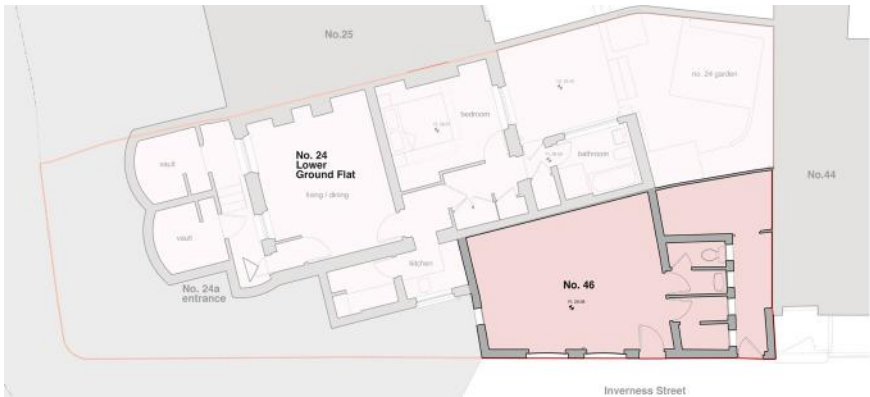 No.25
no. 24 garden
bedroom
No. 24
Lower
Ground Flat
living / dining
vault
bathroom
No.44
vault
kitchen
No. 24a
entrance
No. 46
Inverness Street